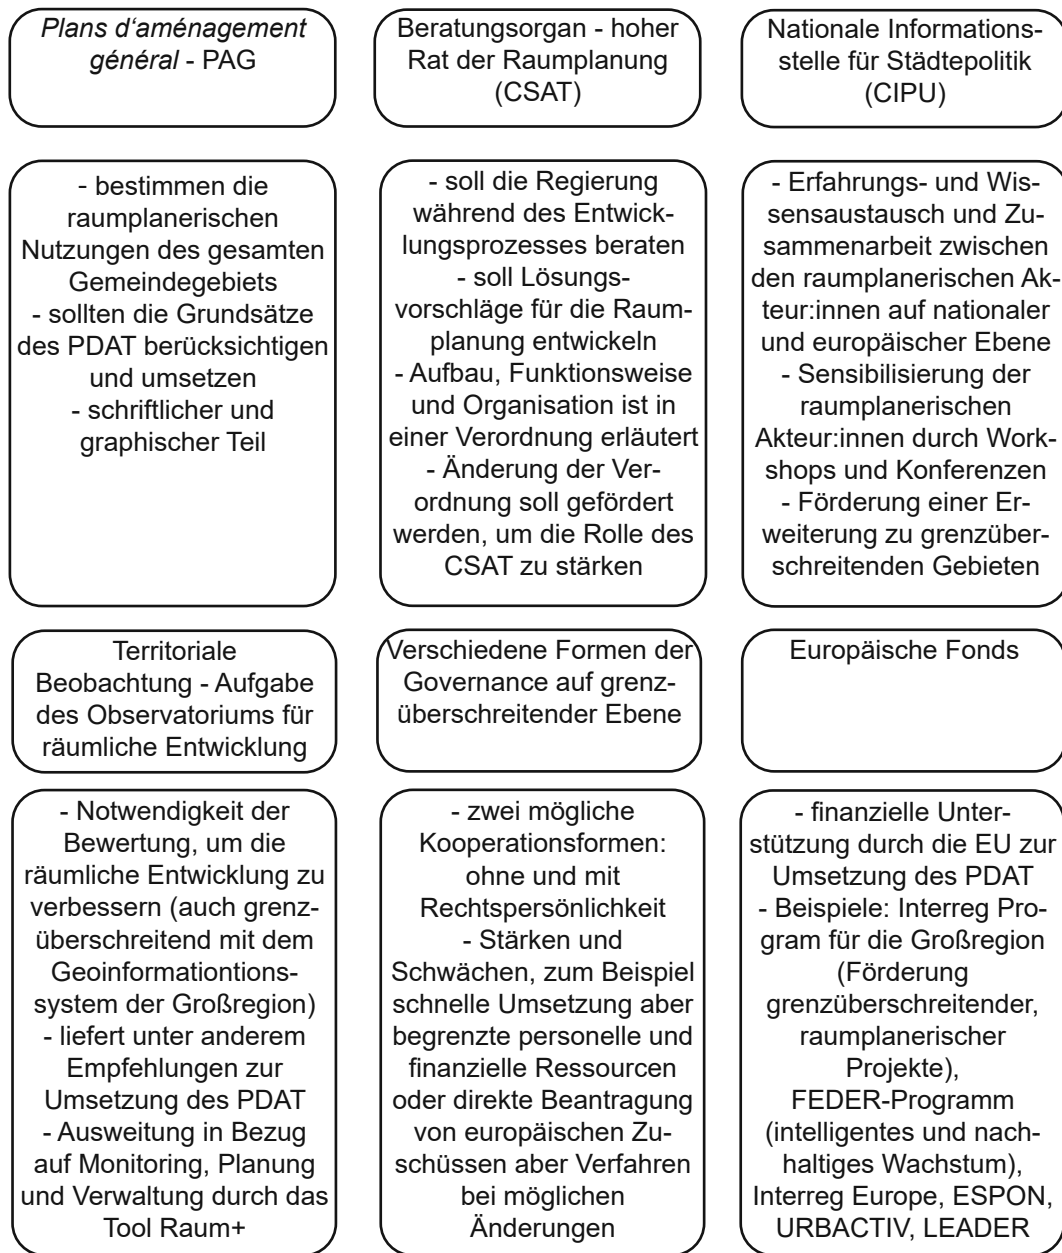 Plans d‘aménagement
général - PAG
Beratungsorgan - hoher
Rat der Raumplanung
(CSAT)
Nationale Informations-
stelle für Städtepolitik
(CIPU)
- bestimmen die
raumplanerischen
Nutzungen des gesamten
Gemeindegebiets
- sollten die Grundsätze
des PDAT berücksichtigen
und umsetzen
- schriftlicher und
graphischer Teil
- soll die Regierung
während des Entwick-
lungsprozesses beraten
- soll Lösungs-
vorschläge für die Raum-
planung entwickeln
- Aufbau, Funktionsweise
und Organisation ist in
einer Verordnung erläutert
- Änderung der Ver-
ordnung soll gefördert
werden, um die Rolle des
CSAT zu stärken
- Erfahrungs- und Wis-
sensaustausch und Zu-
sammenarbeit zwischen
den raumplanerischen Ak-
teur:innen auf nationaler
und europäischer Ebene
- Sensibilisierung der
raumplanerischen
Akteur:innen durch Work-
shops und Konferenzen
- Förderung einer Er-
weiterung zu grenzüber-
schreitenden Gebieten
Territoriale
Beobachtung - Aufgabe
des Observatoriums für
räumliche Entwicklung
Verschiedene Formen der
Governance auf grenz-
überschreitender Ebene
Europäische Fonds
- Notwendigkeit der
Bewertung, um die
räumliche Entwicklung zu
verbessern (auch grenz-
überschreitend mit dem
Geoinformationtions-
system der Großregion)
- liefert unter anderem
Empfehlungen zur
Umsetzung des PDAT
- Ausweitung in Bezug
auf Monitoring, Planung
und Verwaltung durch das
Tool Raum+
- zwei mögliche
Kooperationsformen:
ohne und mit
Rechtspersönlichkeit
- Stärken und
Schwächen, zum Beispiel
schnelle Umsetzung aber
begrenzte personelle und
finanzielle Ressourcen
oder direkte Beantragung
von europäischen Zu-
schüssen aber Verfahren
bei möglichen
Änderungen
- finanzielle Unter-
stützung durch die EU zur
Umsetzung des PDAT
- Beispiele: Interreg Pro-
gram für die Großregion
(Förderung
grenzüberschreitender,
raumplanerischer
Projekte),
FEDER-Programm
(intelligentes und nach-
haltiges Wachstum),
Interreg Europe, ESPON,
URBACTIV, LEADER